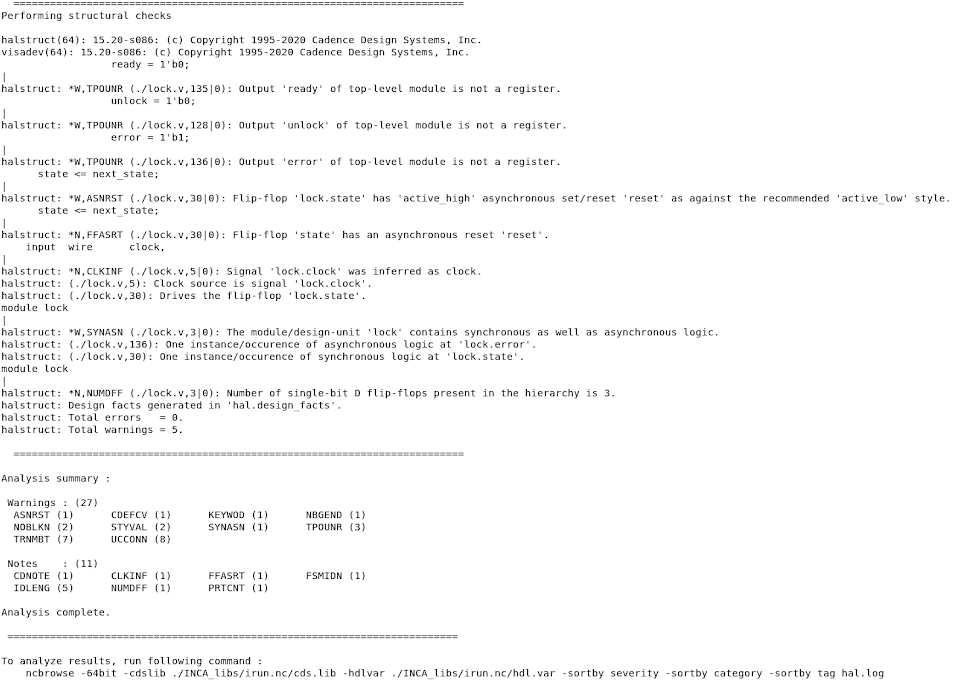 ===========================================================================
Performing structural checks
halstruct(64): 15.20-s086: (c) Copyright 1995-2020 Cadence Design Systems, Inc.
visadev(64): 15.20-s086: (c) Copyright 1995-2020 Cadence Design Systems, Inc.
ready = 1'b0;
|
halstruct: *W,TPOUNR (./lock.v,135|0): Output 'ready' of top-level module is not a register.
unlock = 1'b0;
|
halstruct: *W,TPOUNR (./lock.v,128|0): Output 'unlock' of top-level module is not a register.
error = 1'b1;
|
halstruct: *W,TPOUNR (./lock.v,136|0): Output 'error' of top-level module is not a register.
state <= next_state;
|
halstruct: *W,ASNRST (./lock.v,30|0): Flip-flop 'lock.state' has 'active_high' asynchronous set/reset 'reset' as against the recommended 'active_low' style.
state <= next_state;
|
halstruct: *N,FFASRT (./lock.v,30|0): Flip-flop 'state' has an asynchronous reset 'reset'.
input  wire      clock,
|
halstruct: *N,CLKINF (./lock.v,5|0): Signal 'lock.clock' was inferred as clock.
halstruct: (./lock.v,5): Clock source is signal 'lock.clock'.
halstruct: (./lock.v,30): Drives the flip-flop 'lock.state'.
module lock
|
halstruct: *W,SYNASN (./lock.v,3|0): The module/design-unit 'lock' contains synchronous as well as asynchronous logic.
halstruct: (./lock.v,136): One instance/occurence of asynchronous logic at 'lock.error'.
halstruct: (./lock.v,30): One instance/occurence of synchronous logic at 'lock.state'.
module lock
|
halstruct: *N,NUMDFF (./lock.v,3|0): Number of single-bit D flip-flops present in the hierarchy is 3.
halstruct: Design facts generated in 'hal.design_facts'.
halstruct: Total errors   = 0.
halstruct: Total warnings = 5.
===========================================================================
Analysis summary :
Warnings : (27)
ASNRST (1)      CDEFCV (1)      KEYWOD (1)      NBGEND (1)
NOBLKN (2)      STYVAL (2)      SYNASN (1)      TPOUNR (3)
TRNMBT (7)      UCCONN (8)
Notes    : (11)
CDNOTE (1)      CLKINF (1)      FFASRT (1)      FSMIDN (1)
IDLENG (5)      NUMDFF (1)      PRTCNT (1)
Analysis complete.
===========================================================================
To analyze results, run following command :
ncbrowse -64bit -cdslib ./INCA_libs/irun.nc/cds.lib -hdlvar ./INCA_libs/irun.nc/hdl.var -sortby severity -sortby category -sortby tag hal.log